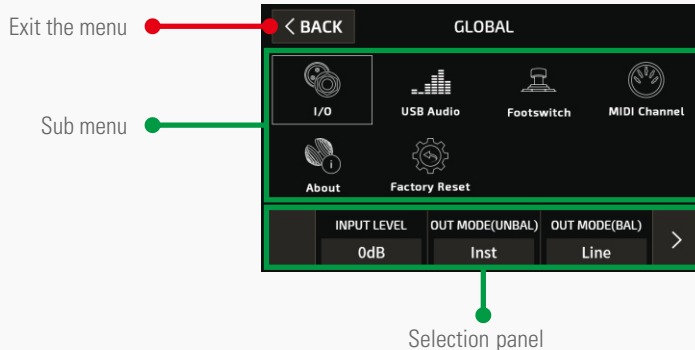 Exit the menu
< BACK
GLOBAL
Sub menu
I/O
USB Audio
Footswitch
MIDI Channel
About
Factory Reset
INPUT LEVEL
OUT MODE(UNBAL)
OUT MODE(BAL)
0dB
Inst
Line
>
Selection panel